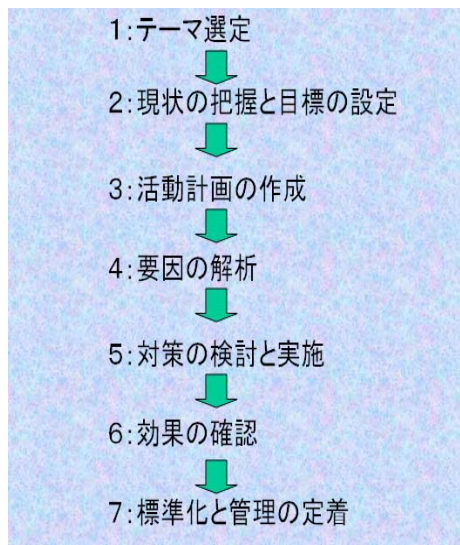 1:テーマ選定
2:現状の把握と目標の設定
3:活動計画の作成
4:要因の解析
5:対策の検討と実施
6:効果の確認
7:標準化と管理の定着